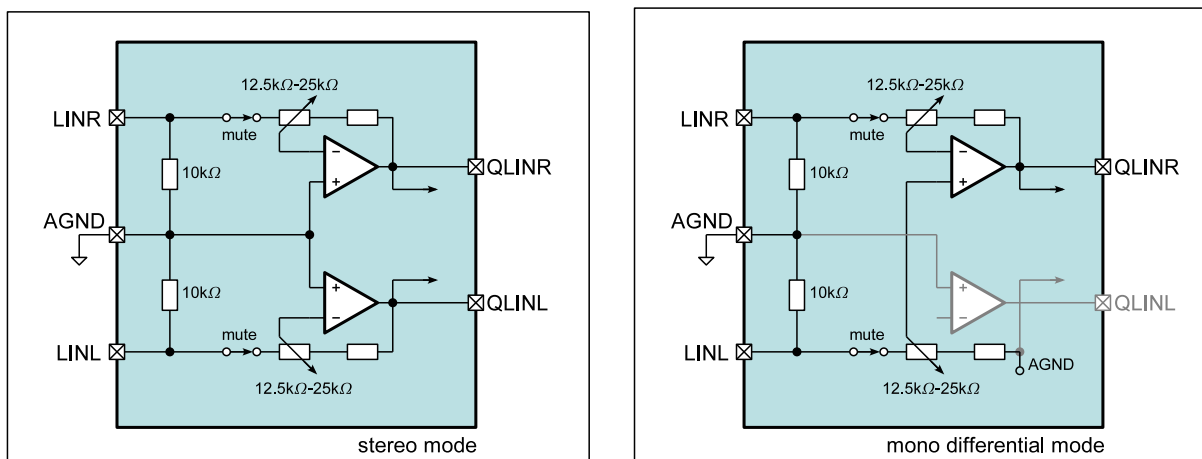 12.5kΩ-25kΩ
LINR
mute
−
+
10kΩ
QLINR
AGND
10kΩ
+
−
QLINL
LINL
mute
12.5kΩ-25kΩ
stereo mode
12.5kΩ-25kΩ
LINR
mute
−
+
10kΩ
QLINR
AGND
10kΩ
+
−
QLINL
LINL
mute
AGND
12.5kΩ-25kΩ
mono differential mode